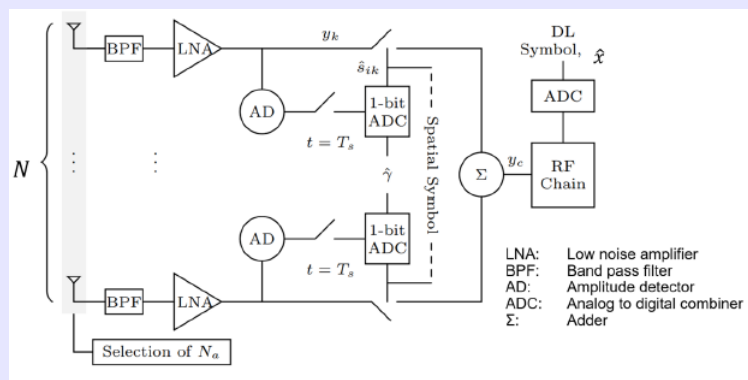 DL
Symbol, x̂
BPF
LNA
y_k
ŝ_{ik}
ADC
AD
1-bit
ADC
t = T_s
N
γ̂
Spatial Symbol
Σ
y_c
RF
Chain
AD
1-bit
ADC
t = T_s
BPF
LNA
Selection of N_a
LNA: Low noise amplifier
BPF: Band pass filter
AD: Amplitude detector
ADC: Analog to digital combiner
Σ: Adder